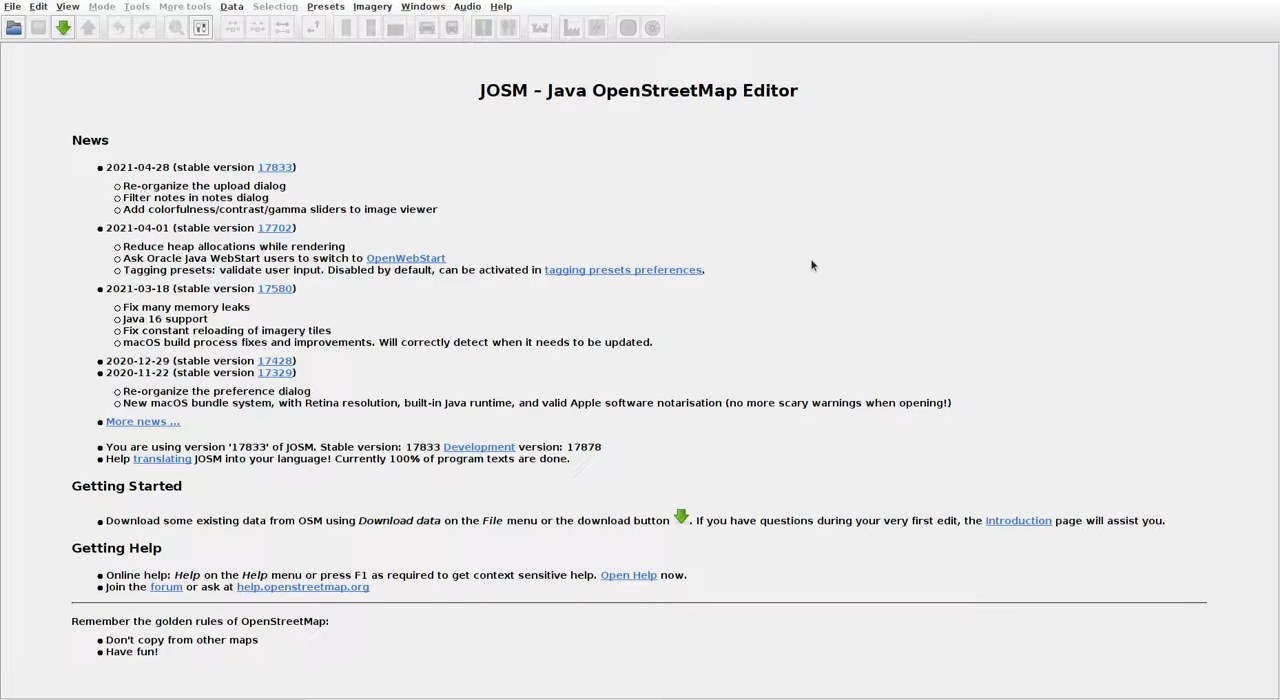 File Edit View Mode Tools More tools Data Selection Presets Imagery Windows Audio Help
JOSM – Java OpenStreetMap Editor
News
2021-04-28 (stable version 17833)
Re-organize the upload dialog
Filter notes in notes dialog
Add colorfulness/contrast/gamma sliders to image viewer
2021-04-01 (stable version 17702)
Reduce heap allocations while rendering
Ask Oracle Java WebStart users to switch to OpenWebStart
Tagging presets: validate user input. Disabled by default, can be activated in tagging presets preferences.
2021-03-18 (stable version 17580)
Fix many memory leaks
Java 16 support
Fix constant reloading of imagery tiles
macOS build process fixes and improvements. Will correctly detect when it needs to be updated.
2020-12-29 (stable version 17428)
2020-11-22 (stable version 17329)
Re-organize the preference dialog
New macOS bundle system, with Retina resolution, built-in Java runtime, and valid Apple software notarisation (no more scary warnings when opening!)
More news ...
You are using version '17833' of JOSM. Stable version: 17833 Development version: 17878
Help translating JOSM into your language! Currently 100% of program texts are done.
Getting Started
Download some existing data from OSM using Download data on the File menu or the download button . If you have questions during your very first edit, the Introduction page will assist you.
Getting Help
Online help: Help on the Help menu or press F1 as required to get context sensitive help. Open Help now.
Join the forum or ask at help.openstreetmap.org
Remember the golden rules of OpenStreetMap:
Don't copy from other maps
Have fun!